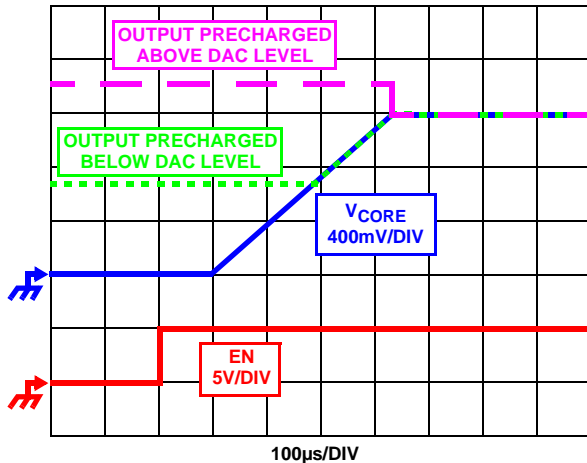 OUTPUT PRECHARGED
ABOVE DAC LEVEL
OUTPUT PRECHARGED
BELOW DAC LEVEL
VCORE
400mV/DIV
EN
5V/DIV
100µs/DIV